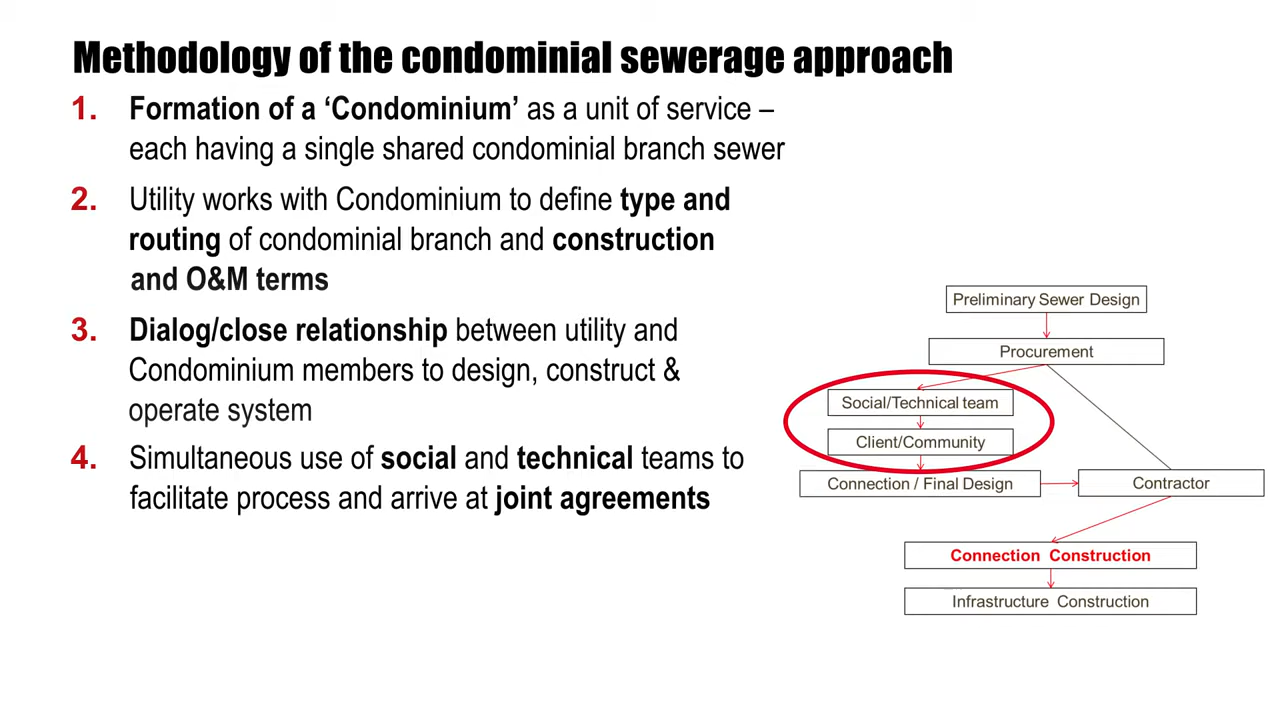 Methodology of the condominial sewerage approach
1. Formation of a ‘Condominium’ as a unit of service –
each having a single shared condominial branch sewer
2. Utility works with Condominium to define type and
routing of condominial branch and construction
and O&M terms
3. Dialog/close relationship between utility and
Condominium members to design, construct &
operate system
4. Simultaneous use of social and technical teams to
facilitate process and arrive at joint agreements
Preliminary Sewer Design
Procurement
Social/Technical team
Client/Community
Connection / Final Design
Contractor
Connection Construction
Infrastructure Construction